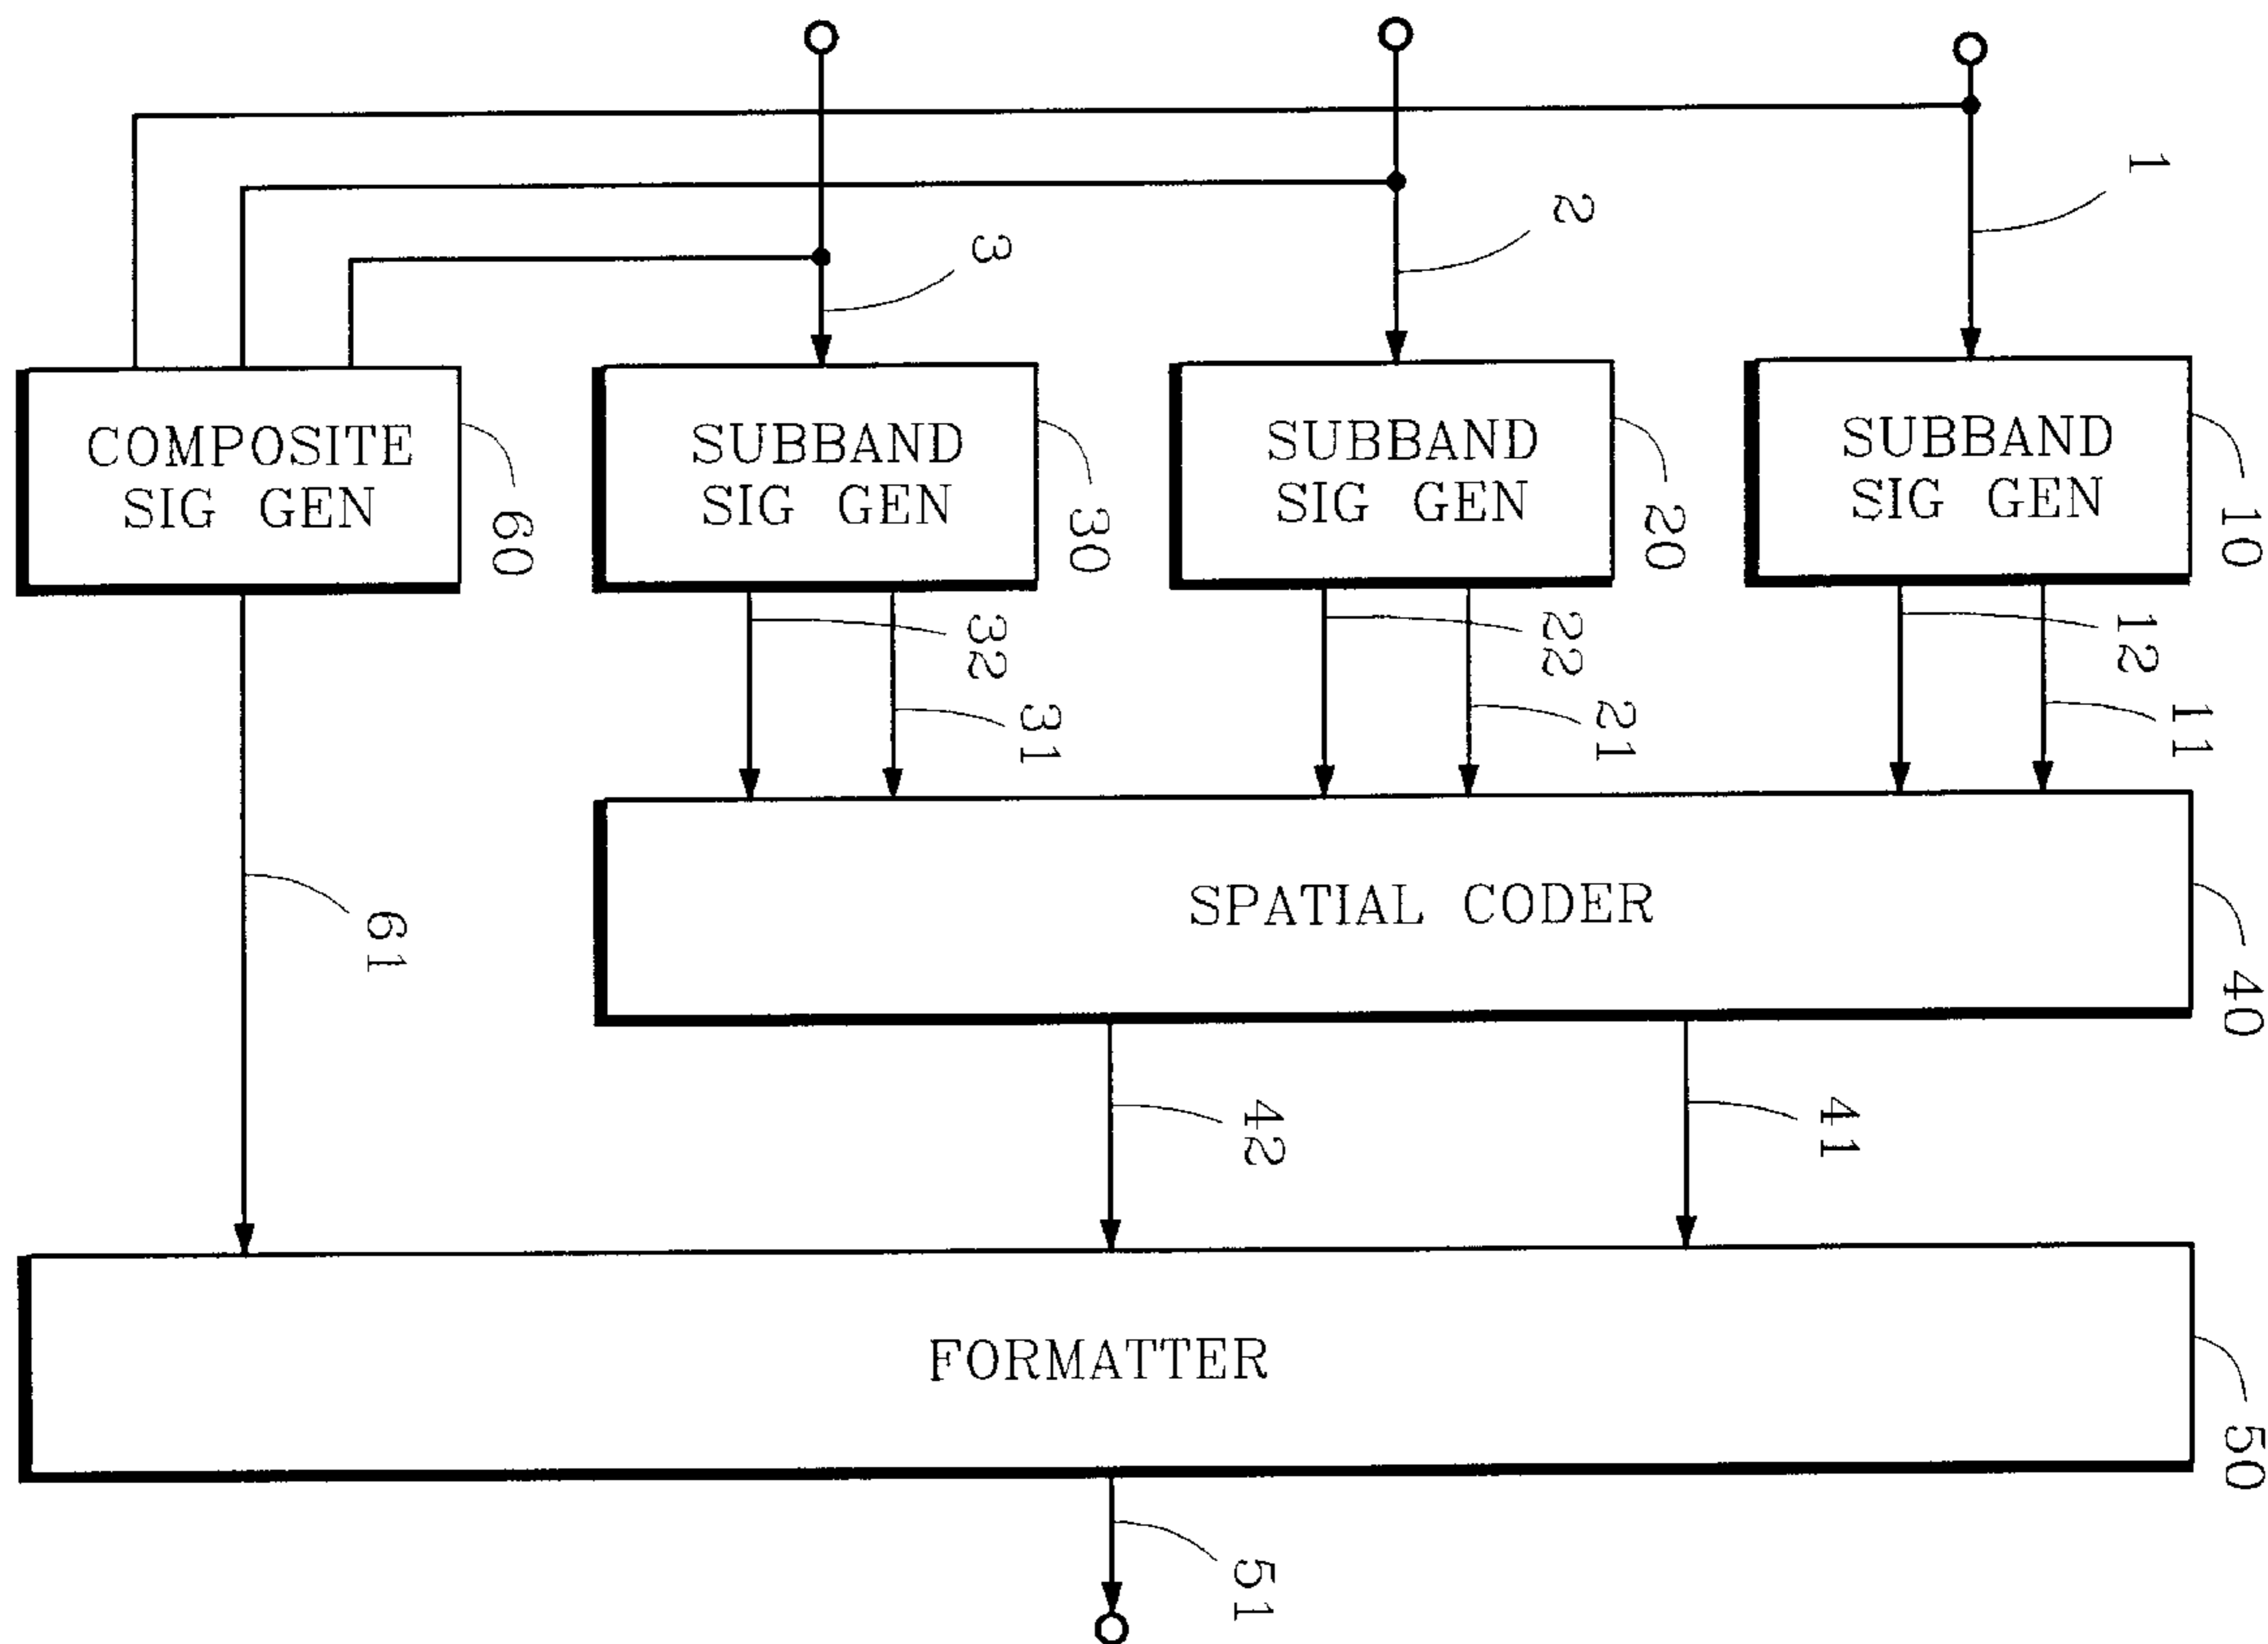 1
2
3
COMPOSITE
SIG GEN
60
SUBBAND
SIG GEN
30
SUBBAND
SIG GEN
20
SUBBAND
SIG GEN
10
32
31
22
21
12
11
61
SPATIAL CODER
40
42
41
FORMATTER
50
51